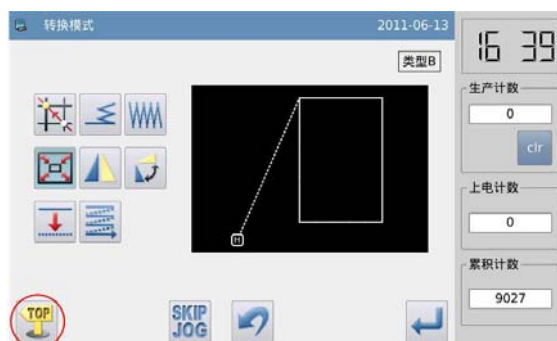 转换模式
2011-06-13
16 39
类型B
生产计数
0
clr
上电计数
0
累积计数
9027
H
TOP
SKIP
JOG